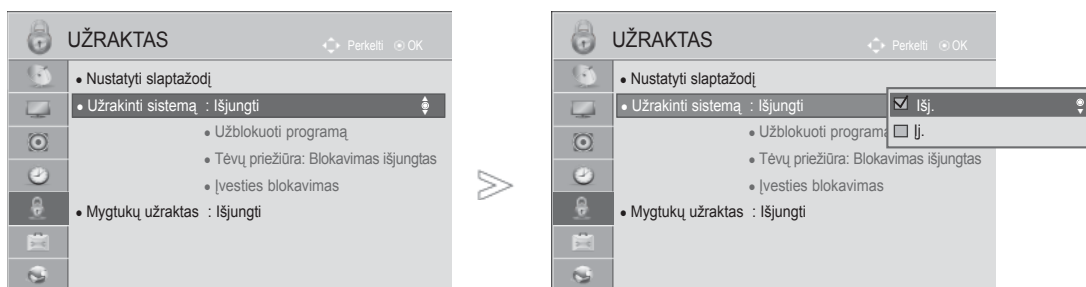 UŽRAKTAS
Perkelti OK
• Nustatyti slaptažodį
• Užrakinti sistemą : Išjungti
• Užblokuoti programą
• Tėvų priežiūra: Blokavimas išjungtas
• Įvesties blokavimas
• Mygtukų užraktas : Išjungti
UŽRAKTAS
Perkelti OK
• Nustatyti slaptažodį
• Užrakinti sistemą : Išjungti
Išj.
Įj.
• Užblokuoti programą
• Tėvų priežiūra: Blokavimas išjungtas
• Įvesties blokavimas
• Mygtukų užraktas : Išjungti